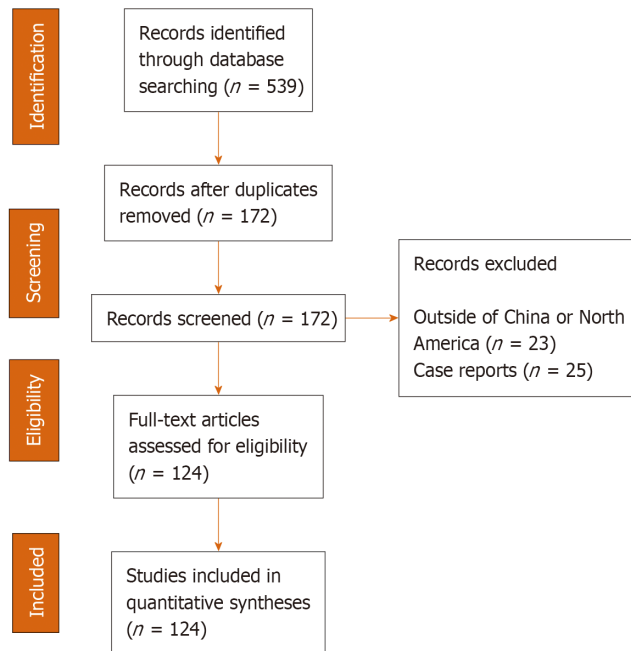 Identification
Records identified
through database
searching (n = 539)
Records after duplicates
removed (n = 172)
Screening
Records screened (n = 172)
Records excluded
Outside of China or North
America (n = 23)
Case reports (n = 25)
Eligibility
Full-text articles
assessed for eligibility
(n = 124)
Included
Studies included in
quantitative syntheses
(n = 124)